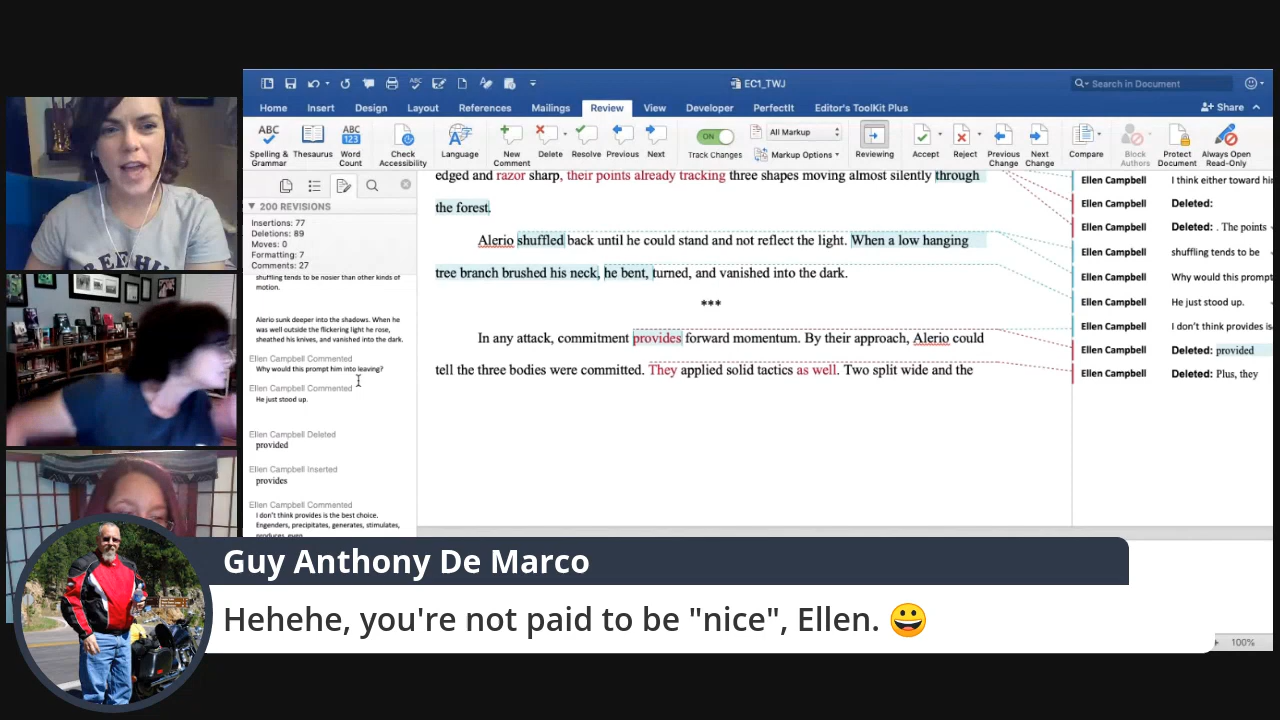 EC1_TWJ
Search in Document
Home Insert Design Layout References Mailings Review View Developer PerfectIt Editor's ToolKit Plus
Share
ABC ABC 123 ON All Markup
Spelling & Grammar Thesaurus Word Count Check Accessibility Language New Comment Delete Resolve Previous Next Track Changes Markup Options Reviewing Accept Reject Previous Change Next Change Compare Block Authors Protect Document Always Open Read-Only
200 REVISIONS
Insertions: 77
Deletions: 89
Moves: 0
Formatting: 7
Comments: 27
shuffling tends to be nosier than other kinds of
motion.
Alerio sunk deeper into the shadows. When he
was well outside the flickering light he rose,
sheathed his knives, and vanished into the dark.
Ellen Campbell Commented
Why would this prompt him into leaving?
Ellen Campbell Commented
He just stood up.
Ellen Campbell Deleted
provided
Ellen Campbell Inserted
provides
Ellen Campbell Commented
I don't think provides is the best choice.
Engenders, precipitates, generates, stimulates,
produces, even
edged and razor sharp, their points already tracking three shapes moving almost silently through
the forest.
Alerio shuffled back until he could stand and not reflect the light. When a low hanging
tree branch brushed his neck, he bent, turned, and vanished into the dark.
***
In any attack, commitment provides forward momentum. By their approach, Alerio could
tell the three bodies were committed. They applied solid tactics as well. Two split wide and the
Ellen Campbell I think either toward hi
Ellen Campbell Deleted:
Ellen Campbell Deleted: . The points
Ellen Campbell shuffling tends to be
Ellen Campbell Why would this prompt
Ellen Campbell He just stood up.
Ellen Campbell I don't think provides is
Ellen Campbell Deleted: provided
Ellen Campbell Deleted: Plus, they
100%
Guy Anthony De Marco
Hehehe, you're not paid to be "nice", Ellen. 😀